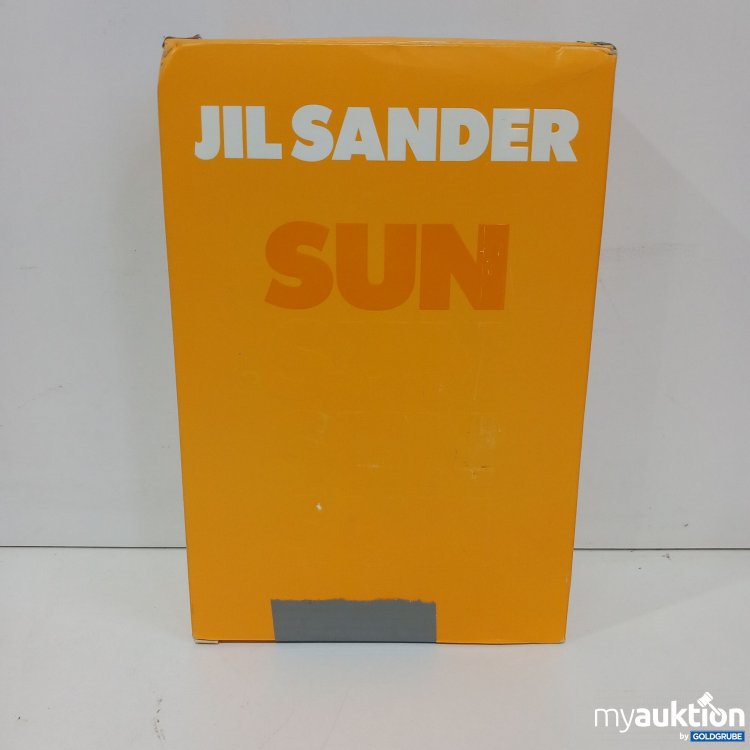 JIL SANDER
SUN
myauktion
by GOLDGRUBE